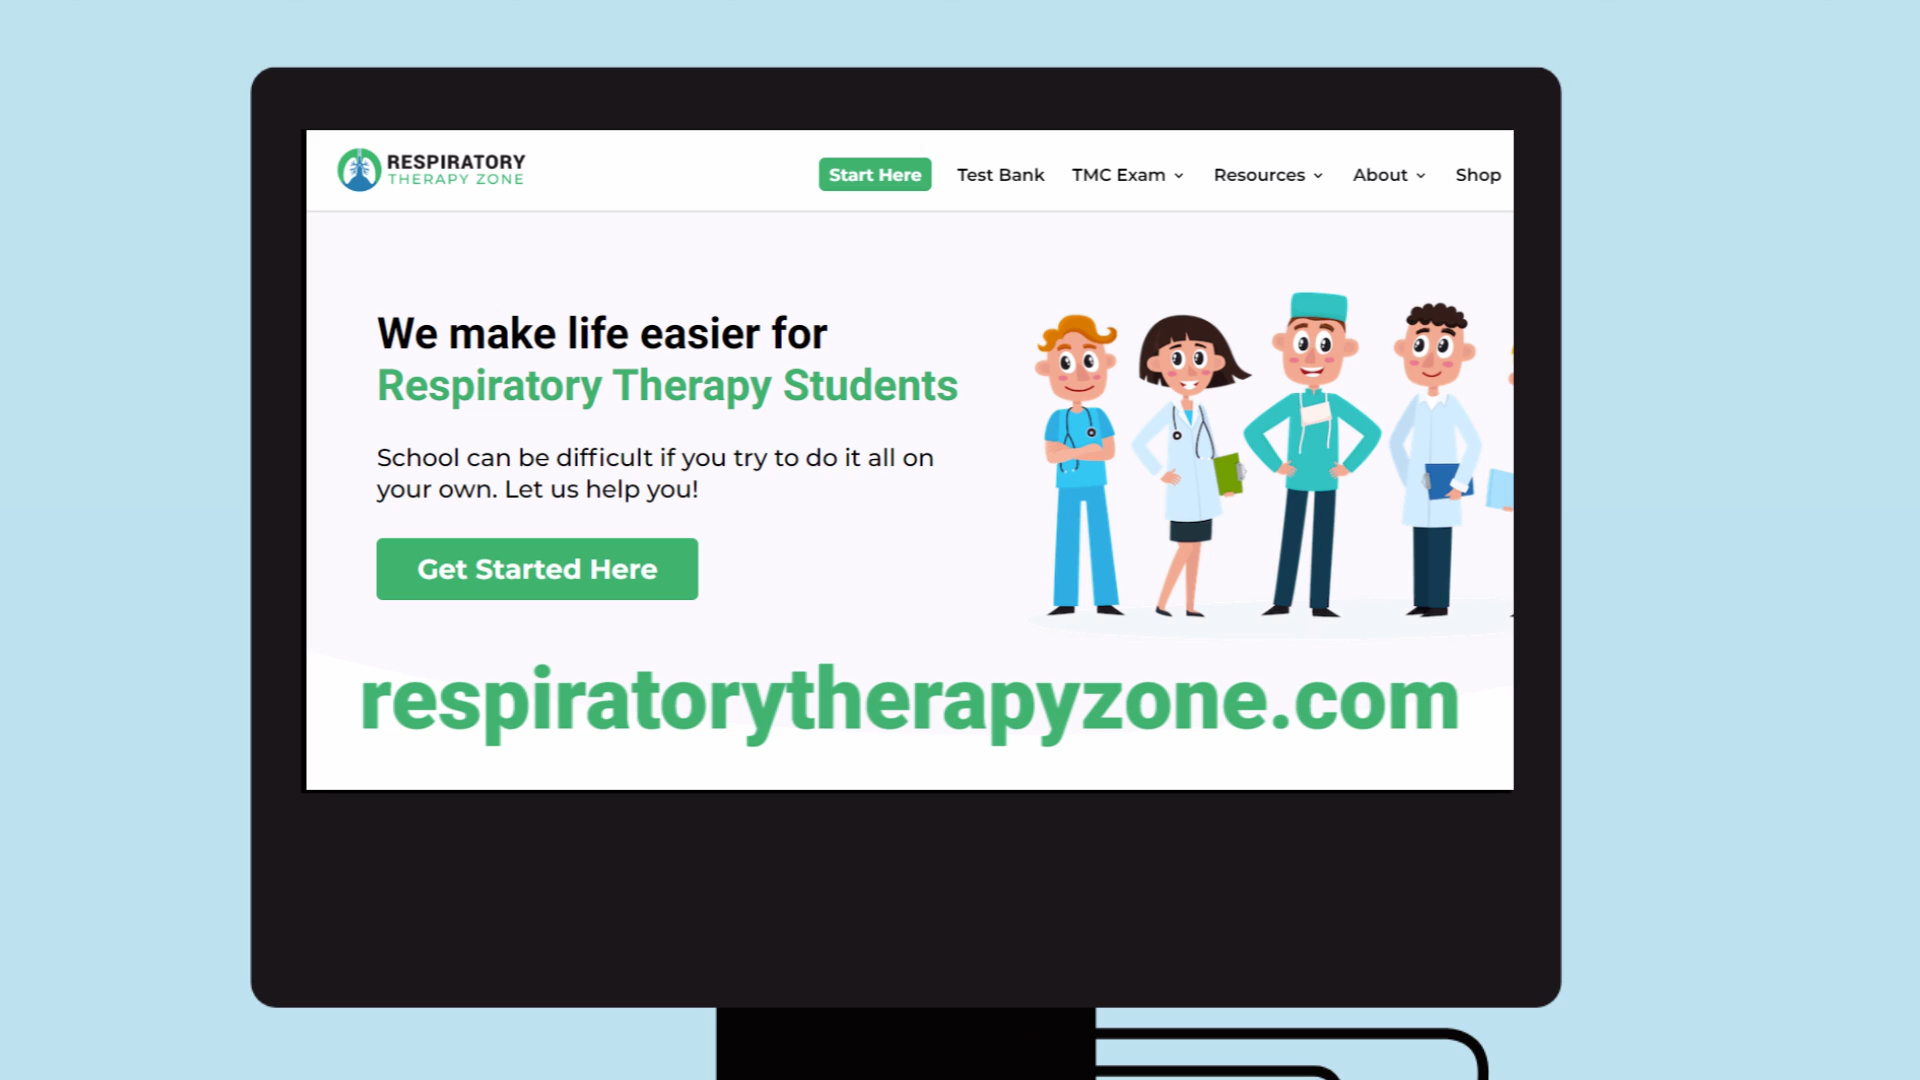 RESPIRATORY
THERAPY ZONE
Start Here
Test Bank
TMC Exam
Resources
About
Shop
We make life easier for
Respiratory Therapy Students
School can be difficult if you try to do it all on
your own. Let us help you!
Get Started Here
respiratorytherapyzone.com